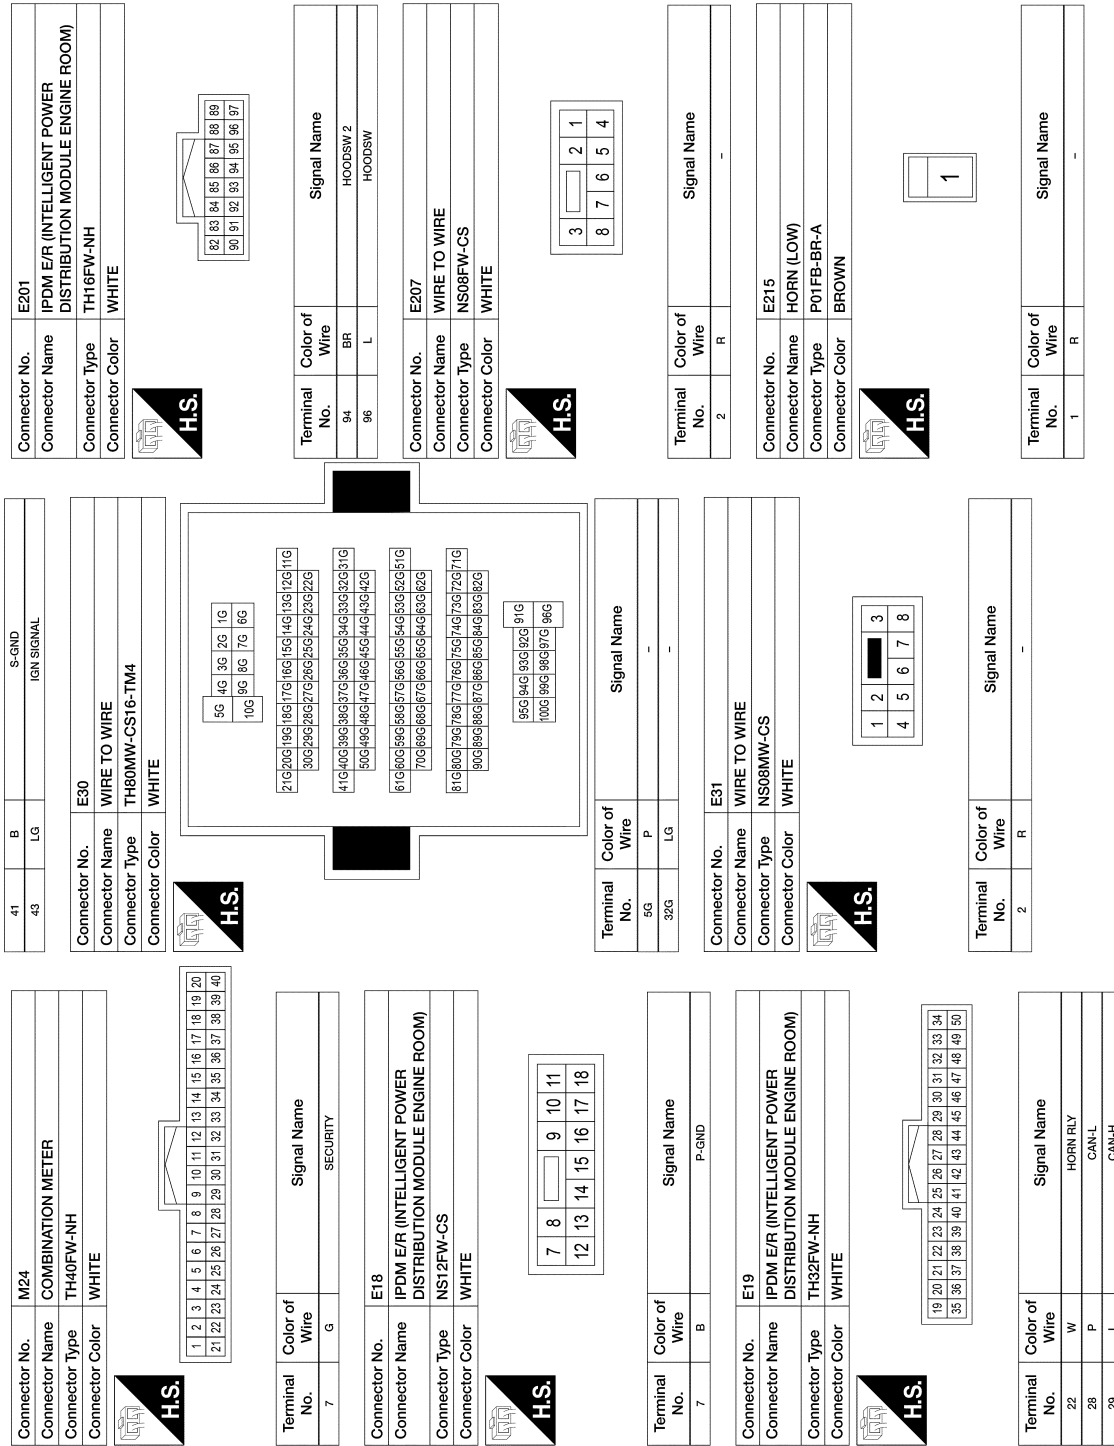 Connector No. M24
Connector Name COMBINATION METER
Connector Type TH40FW-NH
Connector Color WHITE
H.S.
1 2 3 4 5 6 7 8 9 10 11 12 13 14 15 16 17 18 19 20
21 22 23 24 25 26 27 28 29 30 31 32 33 34 35 36 37 38 39 40
Terminal No. Color of Wire Signal Name
7 G SECURITY
Connector No. E18
Connector Name IPDM E/R (INTELLIGENT POWER
DISTRIBUTION MODULE ENGINE ROOM)
Connector Type NS12FW-CS
Connector Color WHITE
H.S.
7 8 9 10 11
12 13 14 15 16 17 18
Terminal No. Color of Wire Signal Name
7 B P-GND
Connector No. E19
Connector Name IPDM E/R (INTELLIGENT POWER
DISTRIBUTION MODULE ENGINE ROOM)
Connector Type TH32FW-NH
Connector Color WHITE
H.S.
19 20 21 22 23 24 25 26 27 28 29 30 31 32 33 34
35 36 37 38 39 40 41 42 43 44 45 46 47 48 49 50
Terminal No. Color of Wire Signal Name
22 W HORN RLY
28 P CAN-L
29 CAN-H
41 B S-GND
43 LG IGN SIGNAL
Connector No. E30
Connector Name WIRE TO WIRE
Connector Type TH80MW-CS16-TM4
Connector Color WHITE
H.S.
5G 4G 3G 2G 1G
10G 9G 8G 7G 6G
21G 20G 19G 18G 17G 16G 15G 14G 13G 12G 11G
30G 29G 28G 27G 26G 25G 24G 23G 22G
41G 40G 39G 38G 37G 36G 35G 34G 33G 32G 31G
50G 49G 48G 47G 46G 45G 44G 43G 42G
61G 60G 59G 58G 57G 56G 55G 54G 53G 52G 51G
70G 69G 68G 67G 66G 65G 64G 63G 62G
81G 80G 79G 78G 77G 76G 75G 74G 73G 72G 71G
90G 89G 88G 87G 86G 85G 84G 83G 82G
95G 94G 93G 92G 91G
100G 99G 98G 97G 96G
Terminal No. Color of Wire Signal Name
5G P –
32G LG –
Connector No. E31
Connector Name WIRE TO WIRE
Connector Type NS08MW-CS
Connector Color WHITE
H.S.
1 2 3
4 5 6 7 8
Terminal No. Color of Wire Signal Name
2 R –
Connector No. E201
Connector Name IPDM E/R (INTELLIGENT POWER
DISTRIBUTION MODULE ENGINE ROOM)
Connector Type TH16FW-NH
Connector Color WHITE
H.S.
82 83 84 85 86 87 88 89
90 91 92 93 94 95 96 97
Terminal No. Color of Wire Signal Name
94 BR HOODSW 2
96 L HOODSW
Connector No. E207
Connector Name WIRE TO WIRE
Connector Type NS08FW-CS
Connector Color WHITE
H.S.
3 2 1
8 7 6 5 4
Terminal No. Color of Wire Signal Name
2 R –
Connector No. E215
Connector Name HORN (LOW)
Connector Type P01FB-BR-A
Connector Color BROWN
H.S.
1
Terminal No. Color of Wire Signal Name
1 R –